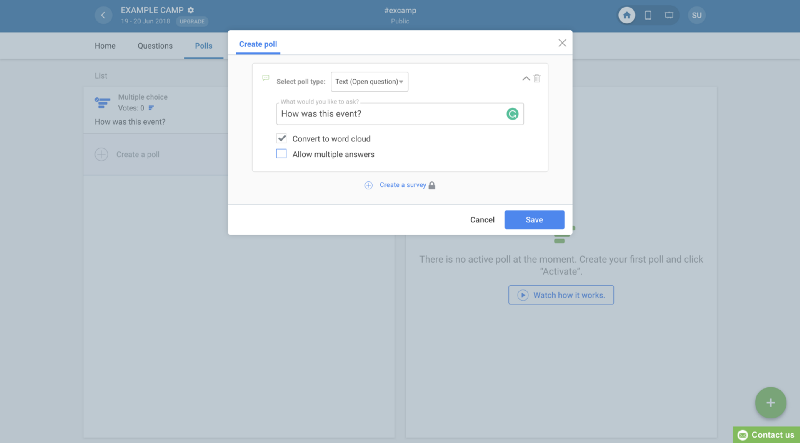 EXAMPLE CAMP
19 - 20 Jun 2018 UPGRADE
#excamp
Public
SU
Home Questions Polls
List
Multiple choice
Votes: 0
How was this event?
Create a poll
Create poll
Select poll type: Text (Open question)
What would you like to ask?
How was this event?
Convert to word cloud
Allow multiple answers
Create a survey
Cancel Save
There is no active poll at the moment. Create your first poll and click
"Activate".
Watch how it works.
Contact us